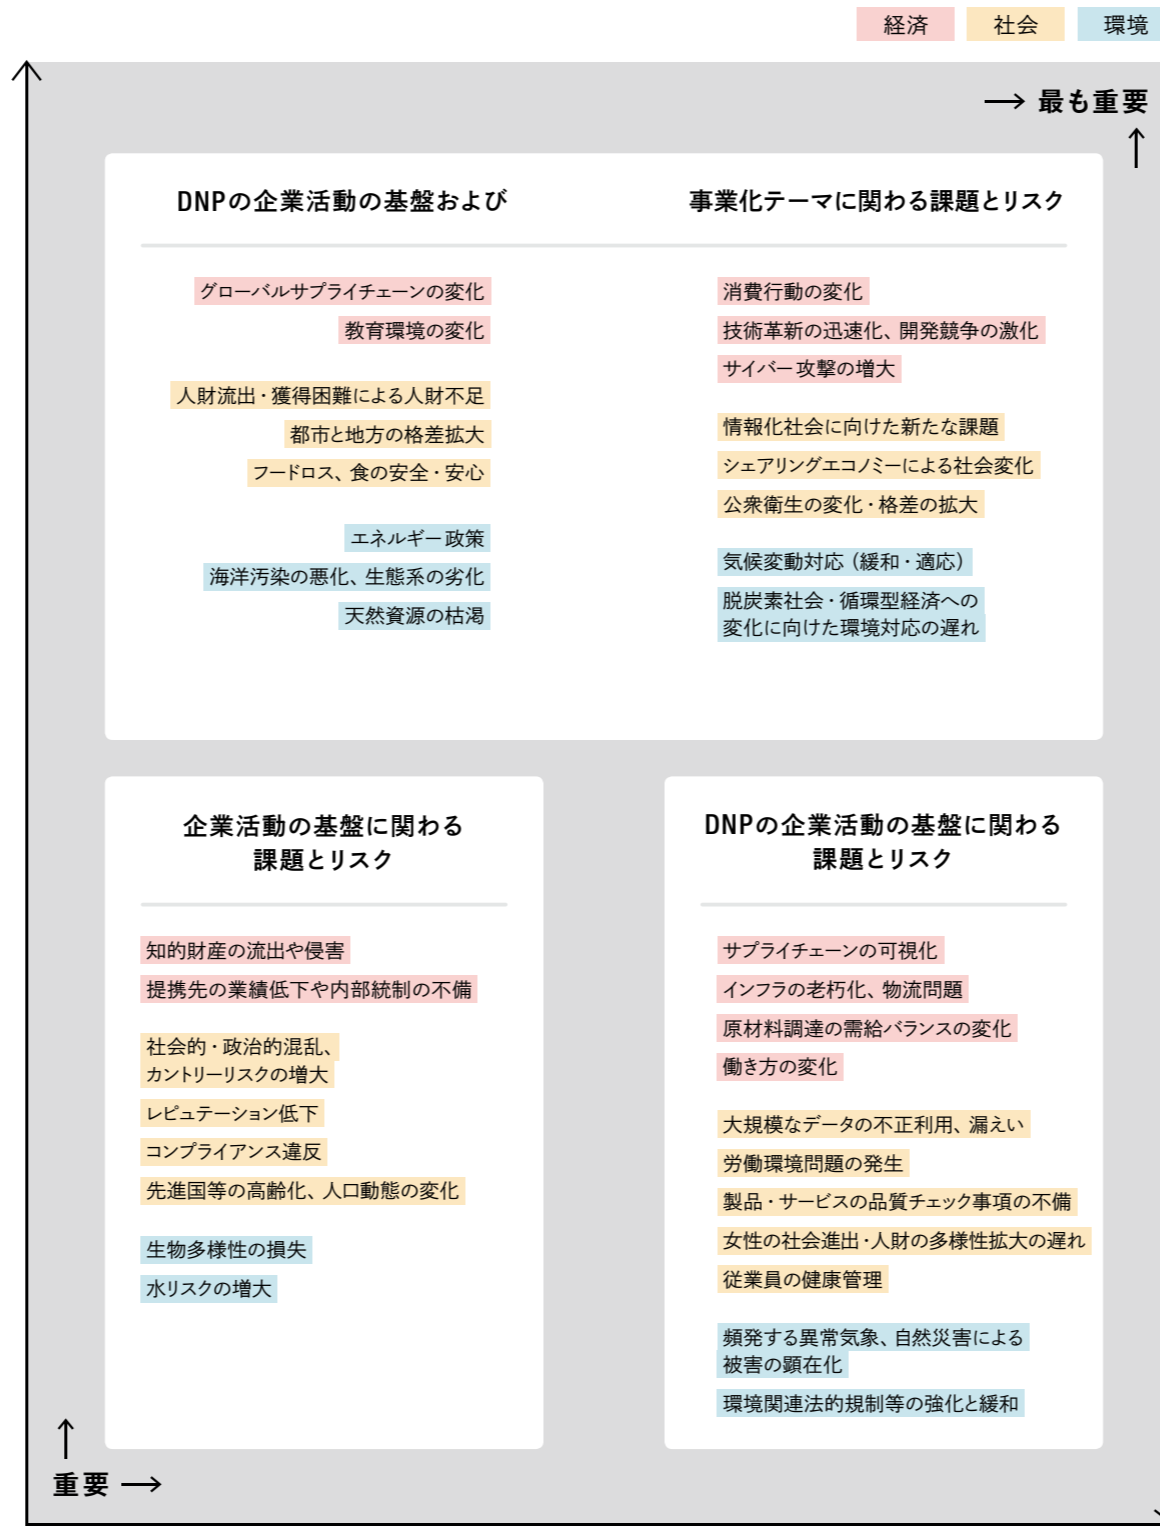 経済
社会
環境
→ 最も重要
↑
DNPの企業活動の基盤および
事業化テーマに関わる課題とリスク
グローバルサプライチェーンの変化
教育環境の変化
人財流出・獲得困難による人財不足
都市と地方の格差拡大
フードロス、食の安全・安心
エネルギー政策
海洋汚染の悪化、生態系の劣化
天然資源の枯渇
消費行動の変化
技術革新の迅速化、開発競争の激化
サイバー攻撃の増大
情報化社会に向けた新たな課題
シェアリングエコノミーによる社会変化
公衆衛生の変化・格差の拡大
気候変動対応（緩和・適応）
脱炭素社会・循環型経済への
変化に向けた環境対応の遅れ
企業活動の基盤に関わる
課題とリスク
知的財産の流出や侵害
提携先の業績低下や内部統制の不備
社会的・政治的混乱、
カントリーリスクの増大
レピュテーション低下
コンプライアンス違反
先進国等の高齢化、人口動態の変化
生物多様性の損失
水リスクの増大
DNPの企業活動の基盤に関わる
課題とリスク
サプライチェーンの可視化
インフラの老朽化、物流問題
原材料調達の需給バランスの変化
働き方の変化
大規模なデータの不正利用、漏えい
労働環境問題の発生
製品・サービスの品質チェック事項の不備
女性の社会進出・人財の多様性拡大の遅れ
従業員の健康管理
頻発する異常気象、自然災害による
被害の顕在化
環境関連法的規制等の強化と緩和
↑
重要 →